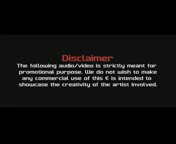 Disclaimer
The following audio/video is strictly meant for
promotional purpose. We do not wish to make
any commercial use of this & is intended to
showcase the creativity of the artist involved.